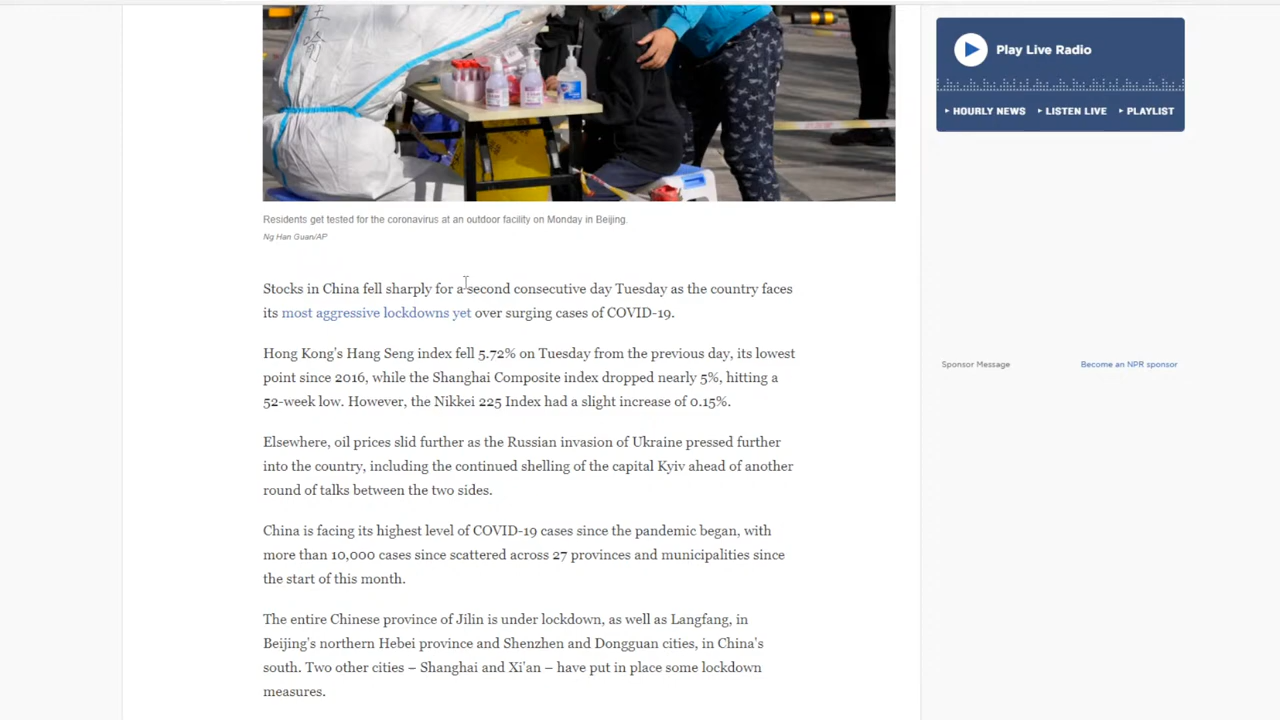 Play Live Radio
HOURLY NEWS LISTEN LIVE PLAYLIST
Residents get tested for the coronavirus at an outdoor facility on Monday in Beijing.
Ng Han Guan/AP
Stocks in China fell sharply for a second consecutive day Tuesday as the country faces
its most aggressive lockdowns yet over surging cases of COVID-19.
Hong Kong's Hang Seng index fell 5.72% on Tuesday from the previous day, its lowest
point since 2016, while the Shanghai Composite index dropped nearly 5%, hitting a
52-week low. However, the Nikkei 225 Index had a slight increase of 0.15%.
Sponsor Message
Become an NPR sponsor
Elsewhere, oil prices slid further as the Russian invasion of Ukraine pressed further
into the country, including the continued shelling of the capital Kyiv ahead of another
round of talks between the two sides.
China is facing its highest level of COVID-19 cases since the pandemic began, with
more than 10,000 cases since scattered across 27 provinces and municipalities since
the start of this month.
The entire Chinese province of Jilin is under lockdown, as well as Langfang, in
Beijing's northern Hebei province and Shenzhen and Dongguan cities, in China's
south. Two other cities – Shanghai and Xi'an – have put in place some lockdown
measures.